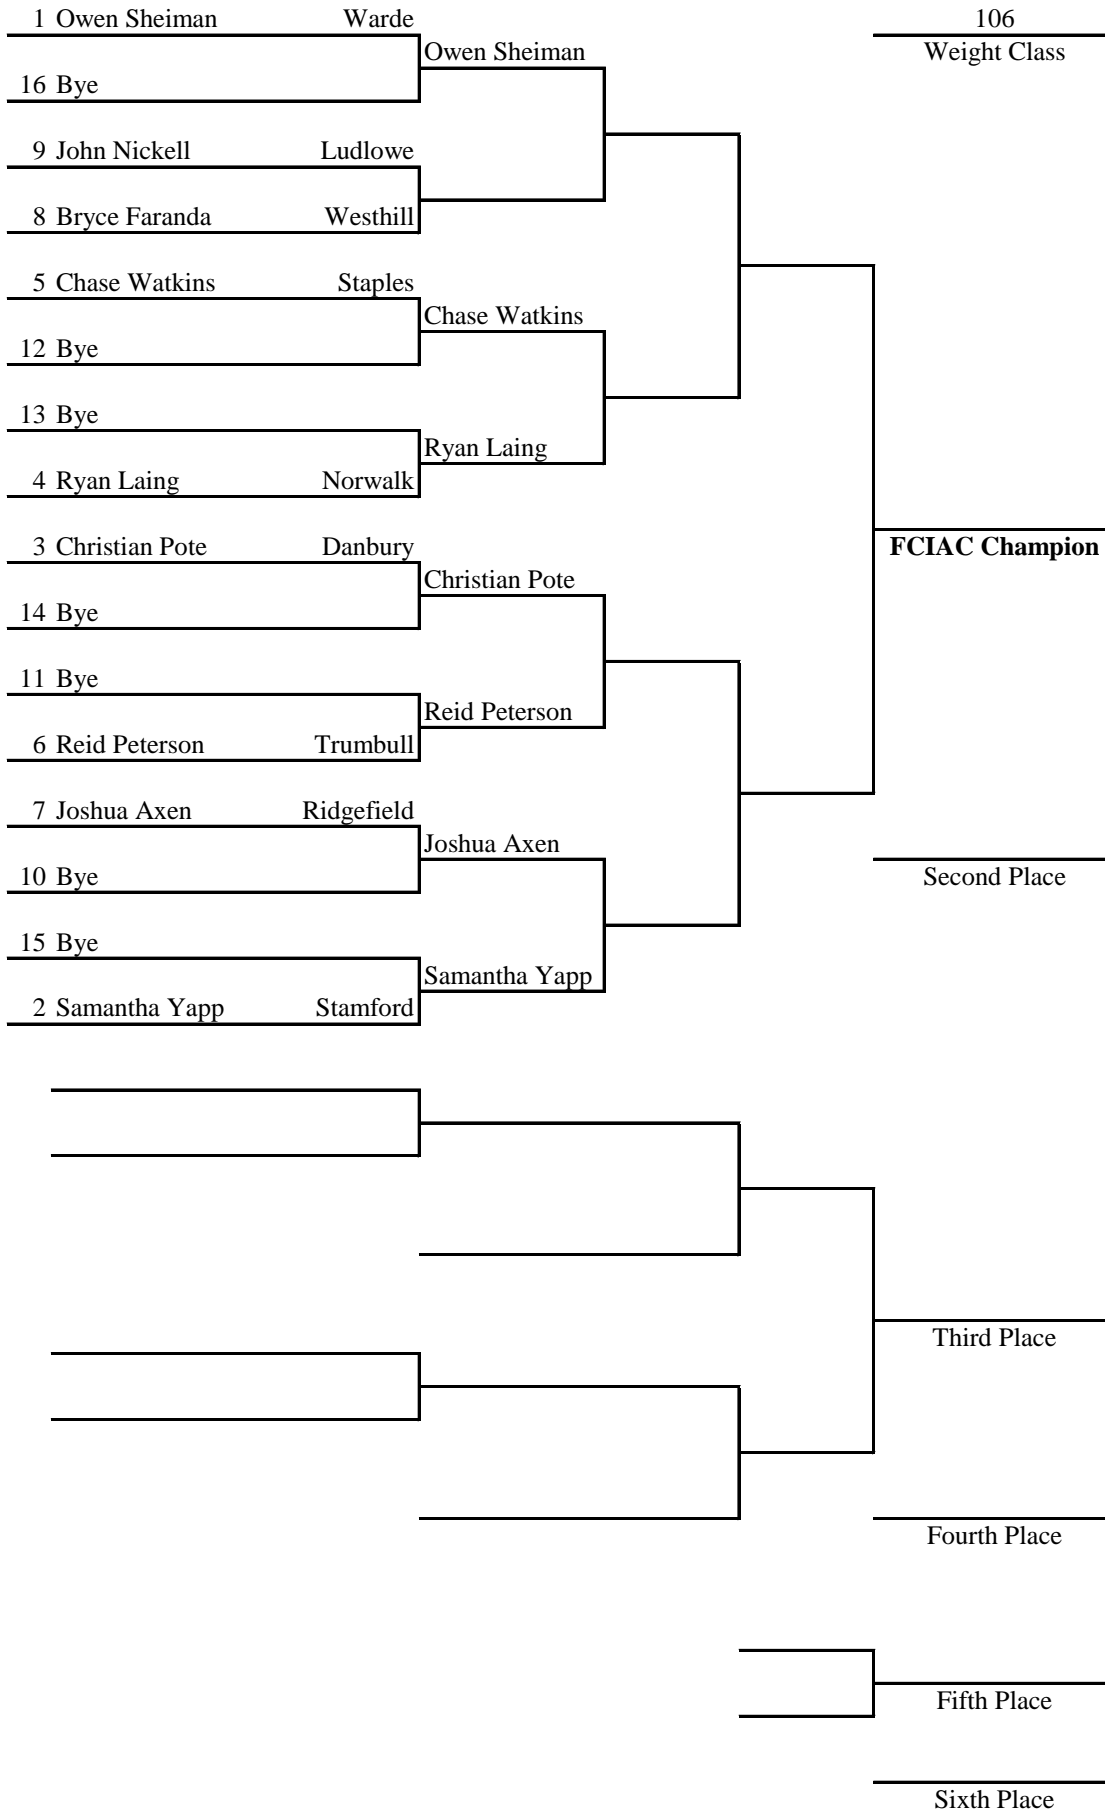 1 Owen Sheiman Warde
106
Owen Sheiman
Weight Class
16 Bye
9 John Nickell Ludlowe
8 Bryce Faranda Westhill
5 Chase Watkins Staples
Chase Watkins
12 Bye
13 Bye
Ryan Laing
4 Ryan Laing Norwalk
3 Christian Pote Danbury
FCIAC Champion
Christian Pote
14 Bye
11 Bye
Reid Peterson
6 Reid Peterson Trumbull
7 Joshua Axen Ridgefield
Joshua Axen
10 Bye
Second Place
15 Bye
Samantha Yapp
2 Samantha Yapp Stamford
Third Place
Fourth Place
Fifth Place
Sixth Place